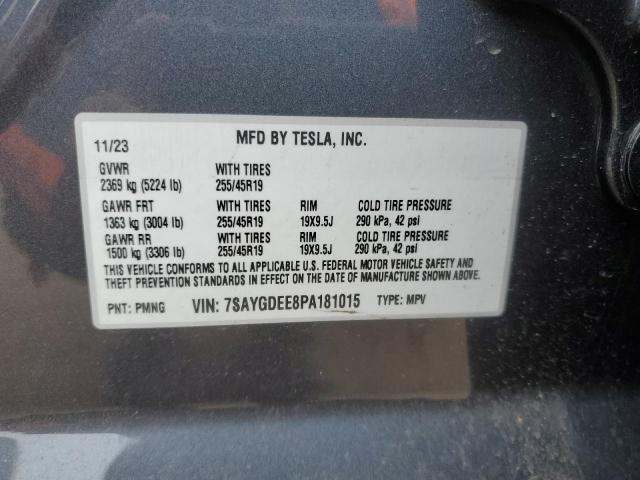 11/23 MFD BY TESLA, INC.
GVWR WITH TIRES
2369 kg (5224 lb) 255/45R19
GAWR FRT WITH TIRES RIM COLD TIRE PRESSURE
1363 kg (3004 lb) 255/45R19 19X9.5J 290 kPa, 42 psi
GAWR RR WITH TIRES RIM COLD TIRE PRESSURE
1500 kg (3306 lb) 255/45R19 19X9.5J 290 kPa, 42 psi
THIS VEHICLE CONFORMS TO ALL APPLICABLE U.S. FEDERAL MOTOR VEHICLE SAFETY AND
THEFT PREVENTION STANDARDS IN EFFECT ON THE DATE OF MANUFACTURE SHOWN ABOVE.
PNT: PMNG VIN: 7SAYGDEE8PA181015 TYPE: MPV